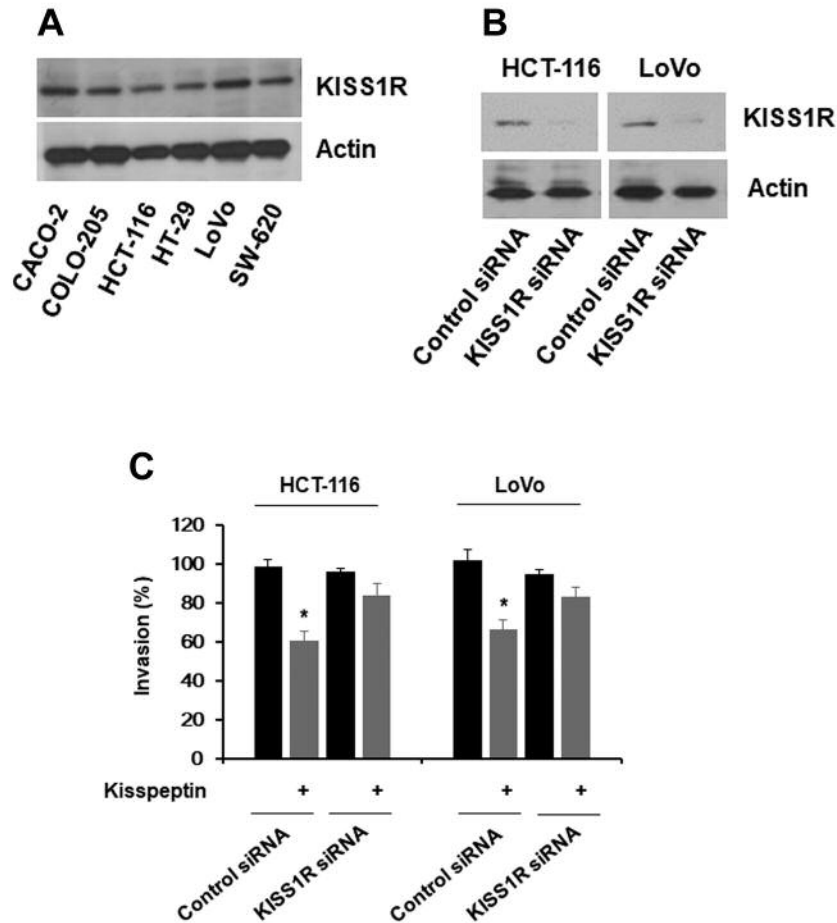 A
KISS1R
Actin
CACO-2
COLO-205
HCT-116
HT-29
LoVo
SW-620
B
HCT-116 LoVo
KISS1R
Actin
Control siRNA
KISS1R siRNA
Control siRNA
KISS1R siRNA
C
HCT-116 LoVo
120
100
80
60
40
20
0
Invasion (%)
* *
Kisspeptin + + + +
Control siRNA
KISS1R siRNA
Control siRNA
KISS1R siRNA